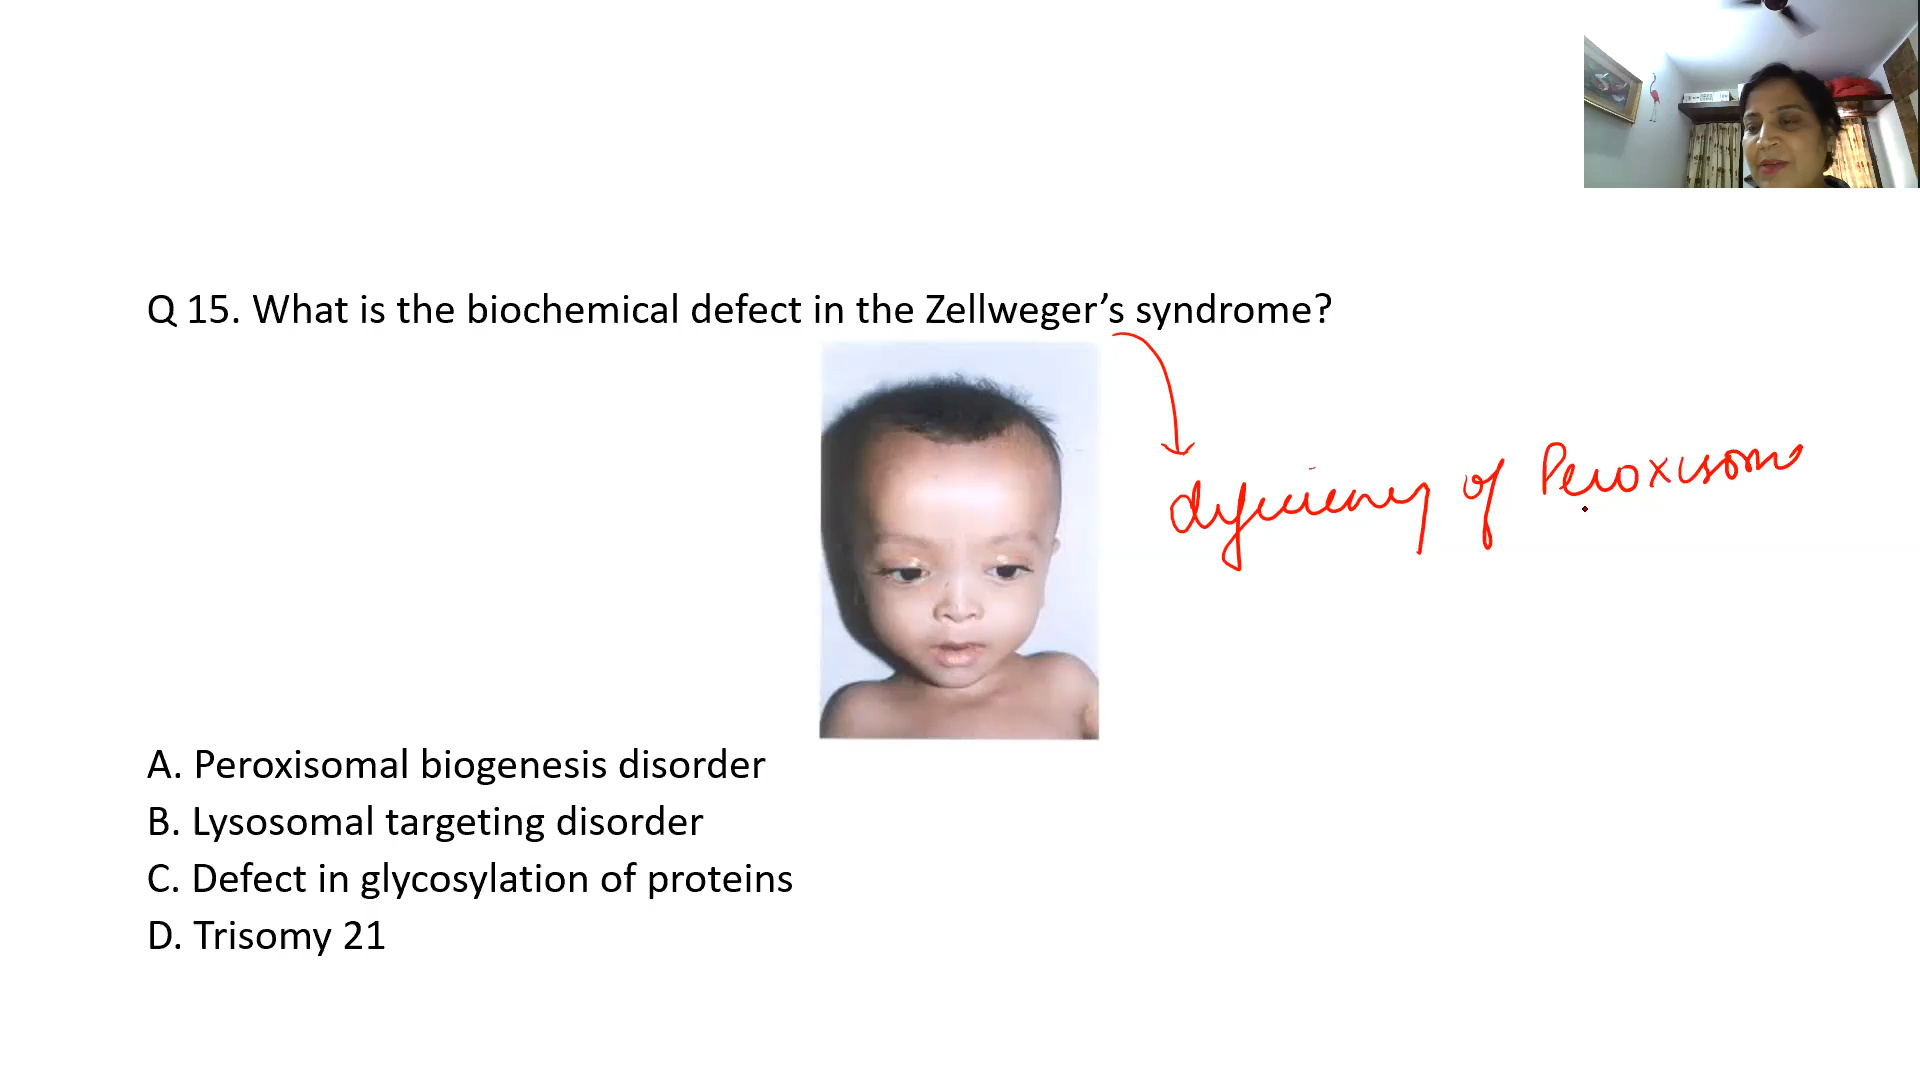 Q 15. What is the biochemical defect in the Zellweger’s syndrome?
deficiency of Peroxisome
A. Peroxisomal biogenesis disorder
B. Lysosomal targeting disorder
C. Defect in glycosylation of proteins
D. Trisomy 21